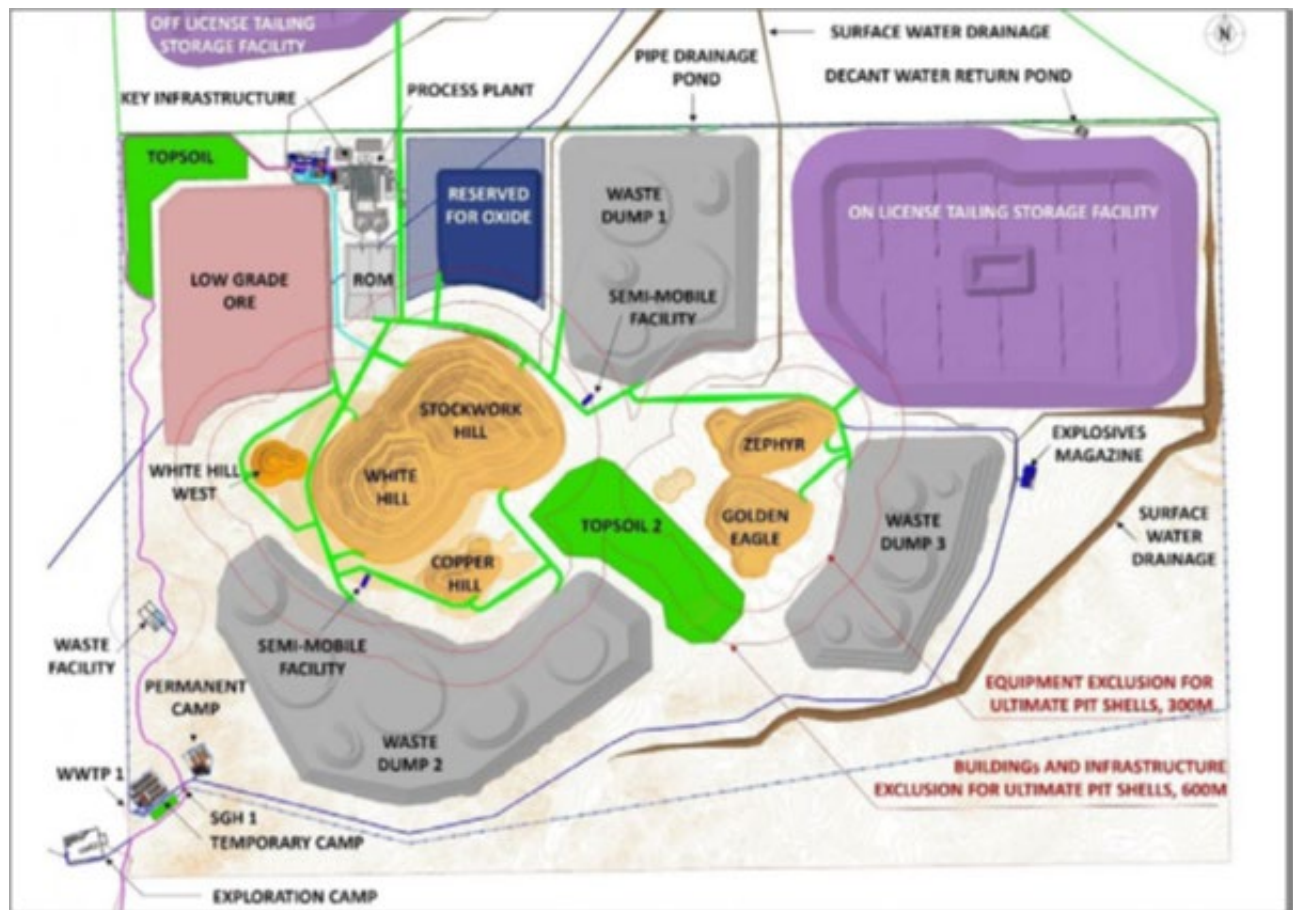 OFF LICENSE TAILING
STORAGE FACILITY
SURFACE WATER DRAINAGE
N
PIPE DRAINAGE
POND
DECANT WATER RETURN POND
KEY INFRASTRUCTURE
PROCESS PLANT
TOPSOIL
RESERVED
FOR OXIDE
WASTE
DUMP 1
ON LICENSE TAILING STORAGE FACILITY
LOW GRADE
ORE
ROM
SEMI-MOBILE
FACILITY
STOCKWORK
HILL
ZEPHYR
EXPLOSIVES
MAGAZINE
WHITE HILL
WEST
WHITE
HILL
TOPSOIL 2
GOLDEN
EAGLE
WASTE
DUMP 3
SURFACE
WATER
DRAINAGE
COPPER
HILL
WASTE
FACILITY
SEMI-MOBILE
FACILITY
PERMANENT
CAMP
EQUIPMENT EXCLUSION FOR
ULTIMATE PIT SHELLS, 300M
WASTE
DUMP 2
WWTP 1
BUILDINGs AND INFRASTRUCTURE
EXCLUSION FOR ULTIMATE PIT SHELLS, 600M
SGH 1
TEMPORARY CAMP
EXPLORATION CAMP